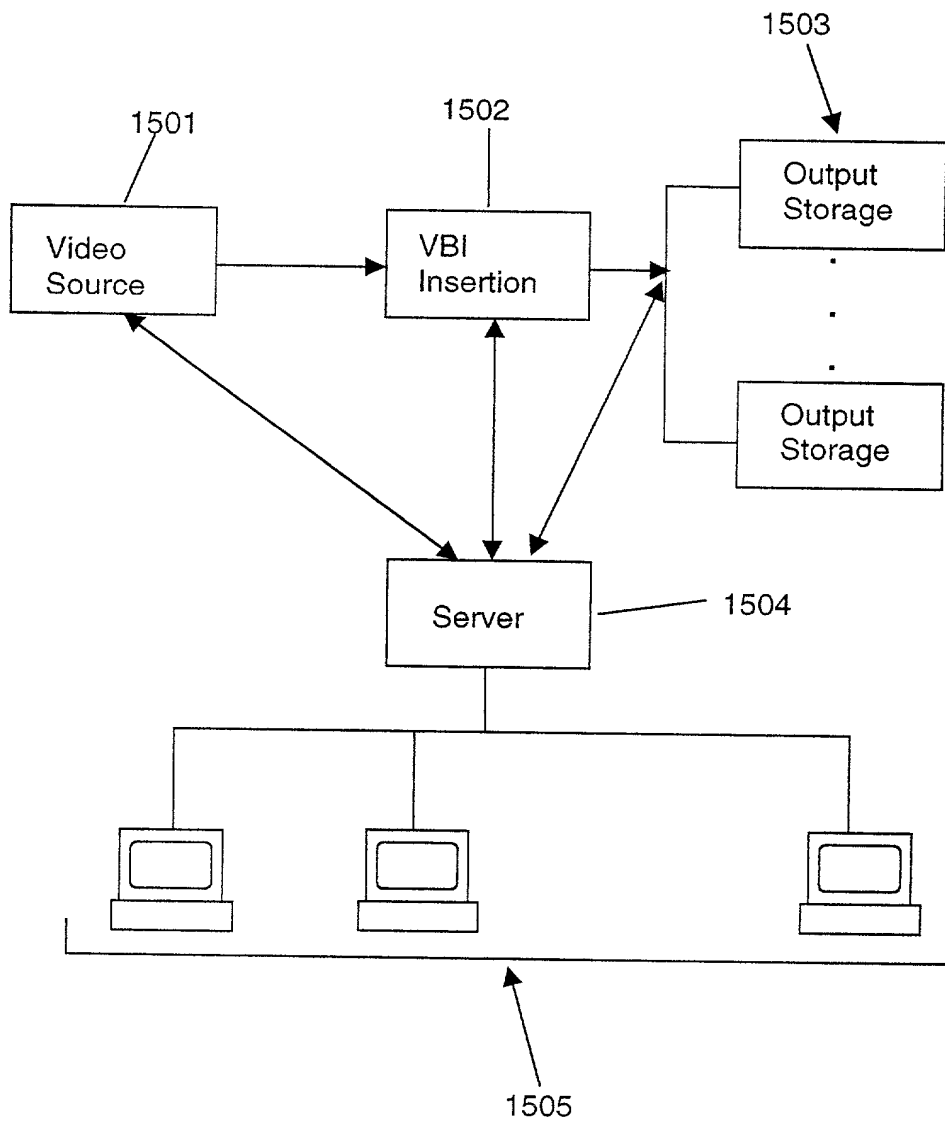 1503
1501
1502
Output
Storage
Video
Source
VBI
Insertion
Output
Storage
Server
1504
1505